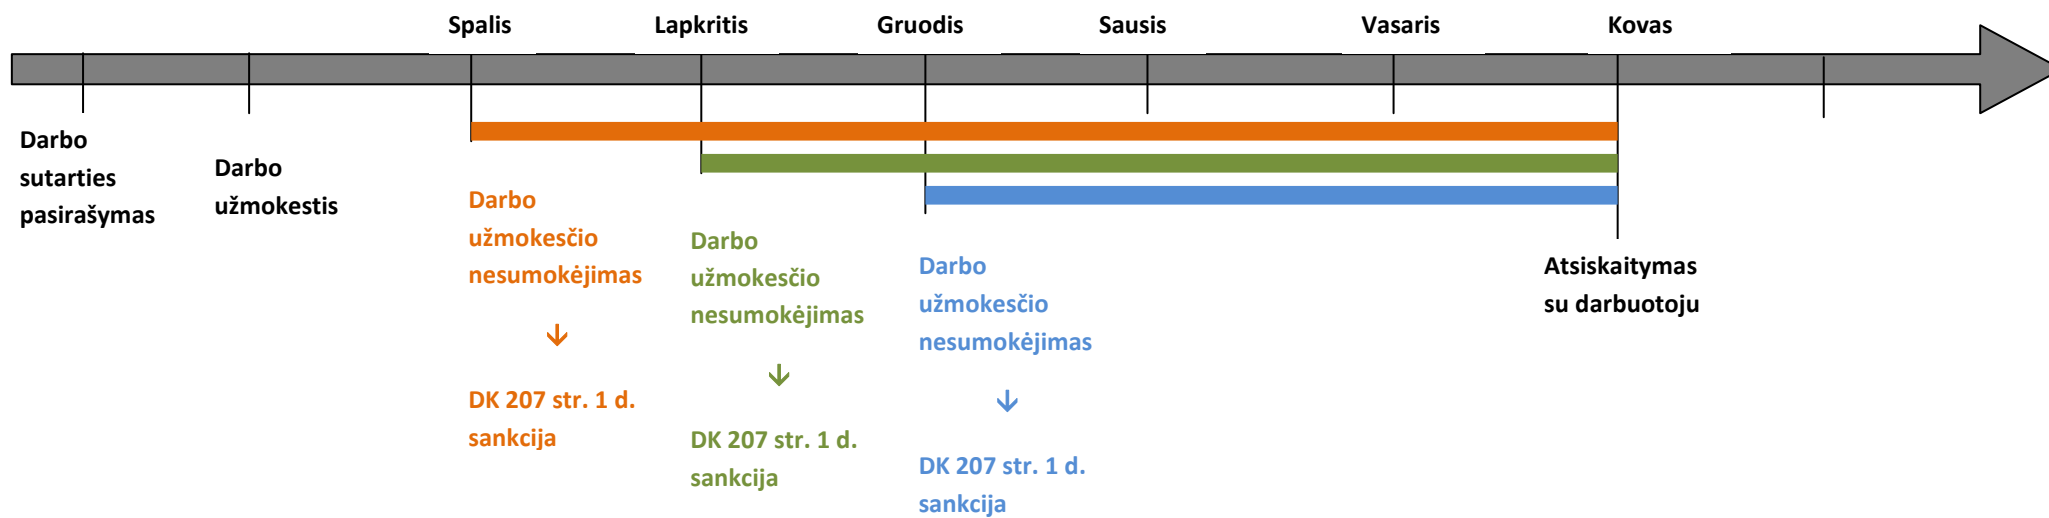 Spalis
Lapkritis
Gruodis
Sausis
Vasaris
Kovas
Darbo
sutarties
pasirašymas
Darbo
užmokestis
Darbo
užmokesčio
nesumokėjimas
DK 207 str. 1 d.
sankcija
Darbo
užmokesčio
nesumokėjimas
DK 207 str. 1 d.
sankcija
Darbo
užmokesčio
nesumokėjimas
DK 207 str. 1 d.
sankcija
Atsiskaitymas
su darbuotoju